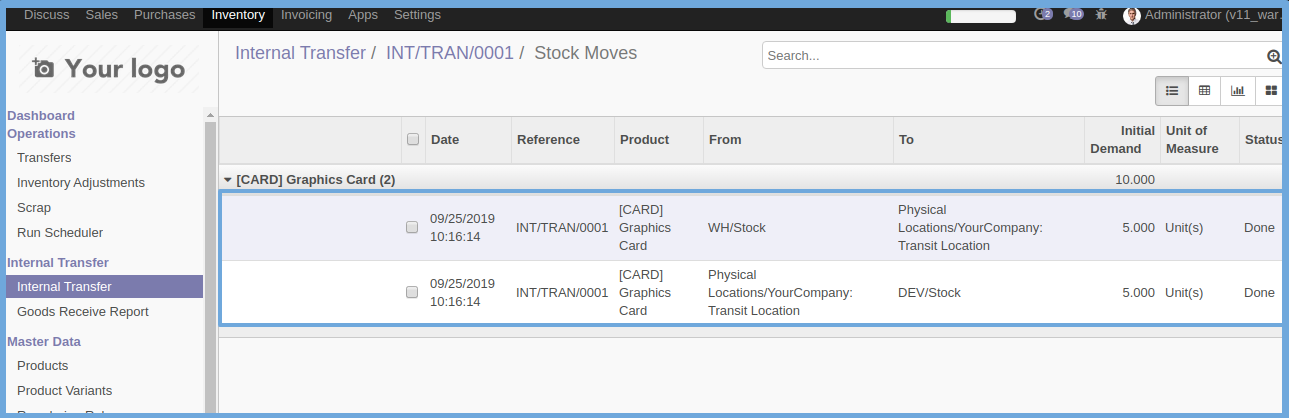 Discuss Sales Purchases Inventory Invoicing Apps Settings 2 10 Administrator (v11_war...
Your logo
Internal Transfer / INT/TRAN/0001 / Stock Moves
Search...
Dashboard
Operations
Transfers
Inventory Adjustments
Scrap
Run Scheduler
Internal Transfer
Internal Transfer
Goods Receive Report
Master Data
Products
Product Variants
Date Reference Product From To Initial Demand Unit of Measure Status
[CARD] Graphics Card (2) 10.000
09/25/2019 10:16:14 INT/TRAN/0001 [CARD] Graphics Card WH/Stock Physical Locations/YourCompany: Transit Location 5.000 Unit(s) Done
09/25/2019 10:16:14 INT/TRAN/0001 [CARD] Graphics Card Physical Locations/YourCompany: Transit Location DEV/Stock 5.000 Unit(s) Done